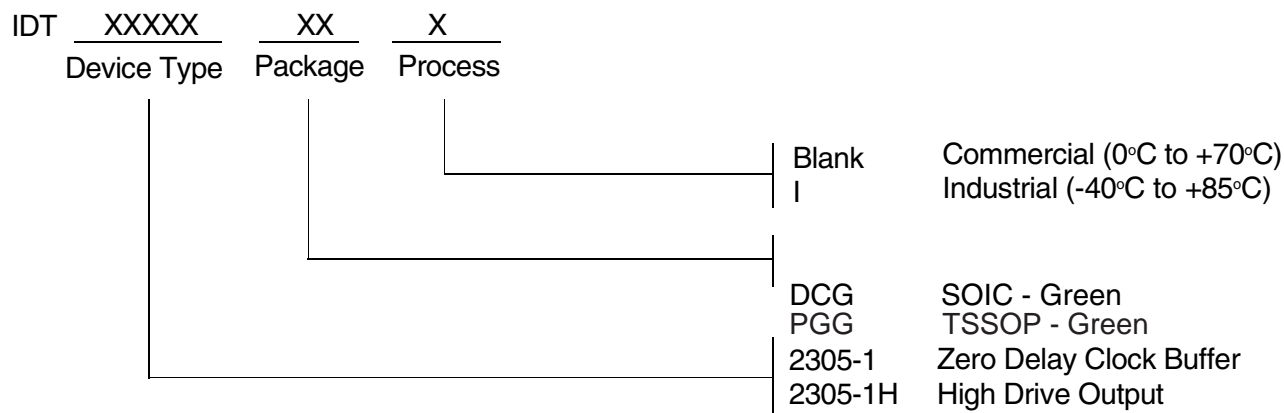 IDT XXXXX XX X
Device Type Package Process
Blank Commercial (0°C to +70°C)
I Industrial (-40°C to +85°C)
DCG SOIC - Green
PGG TSSOP - Green
2305-1 Zero Delay Clock Buffer
2305-1H High Drive Output